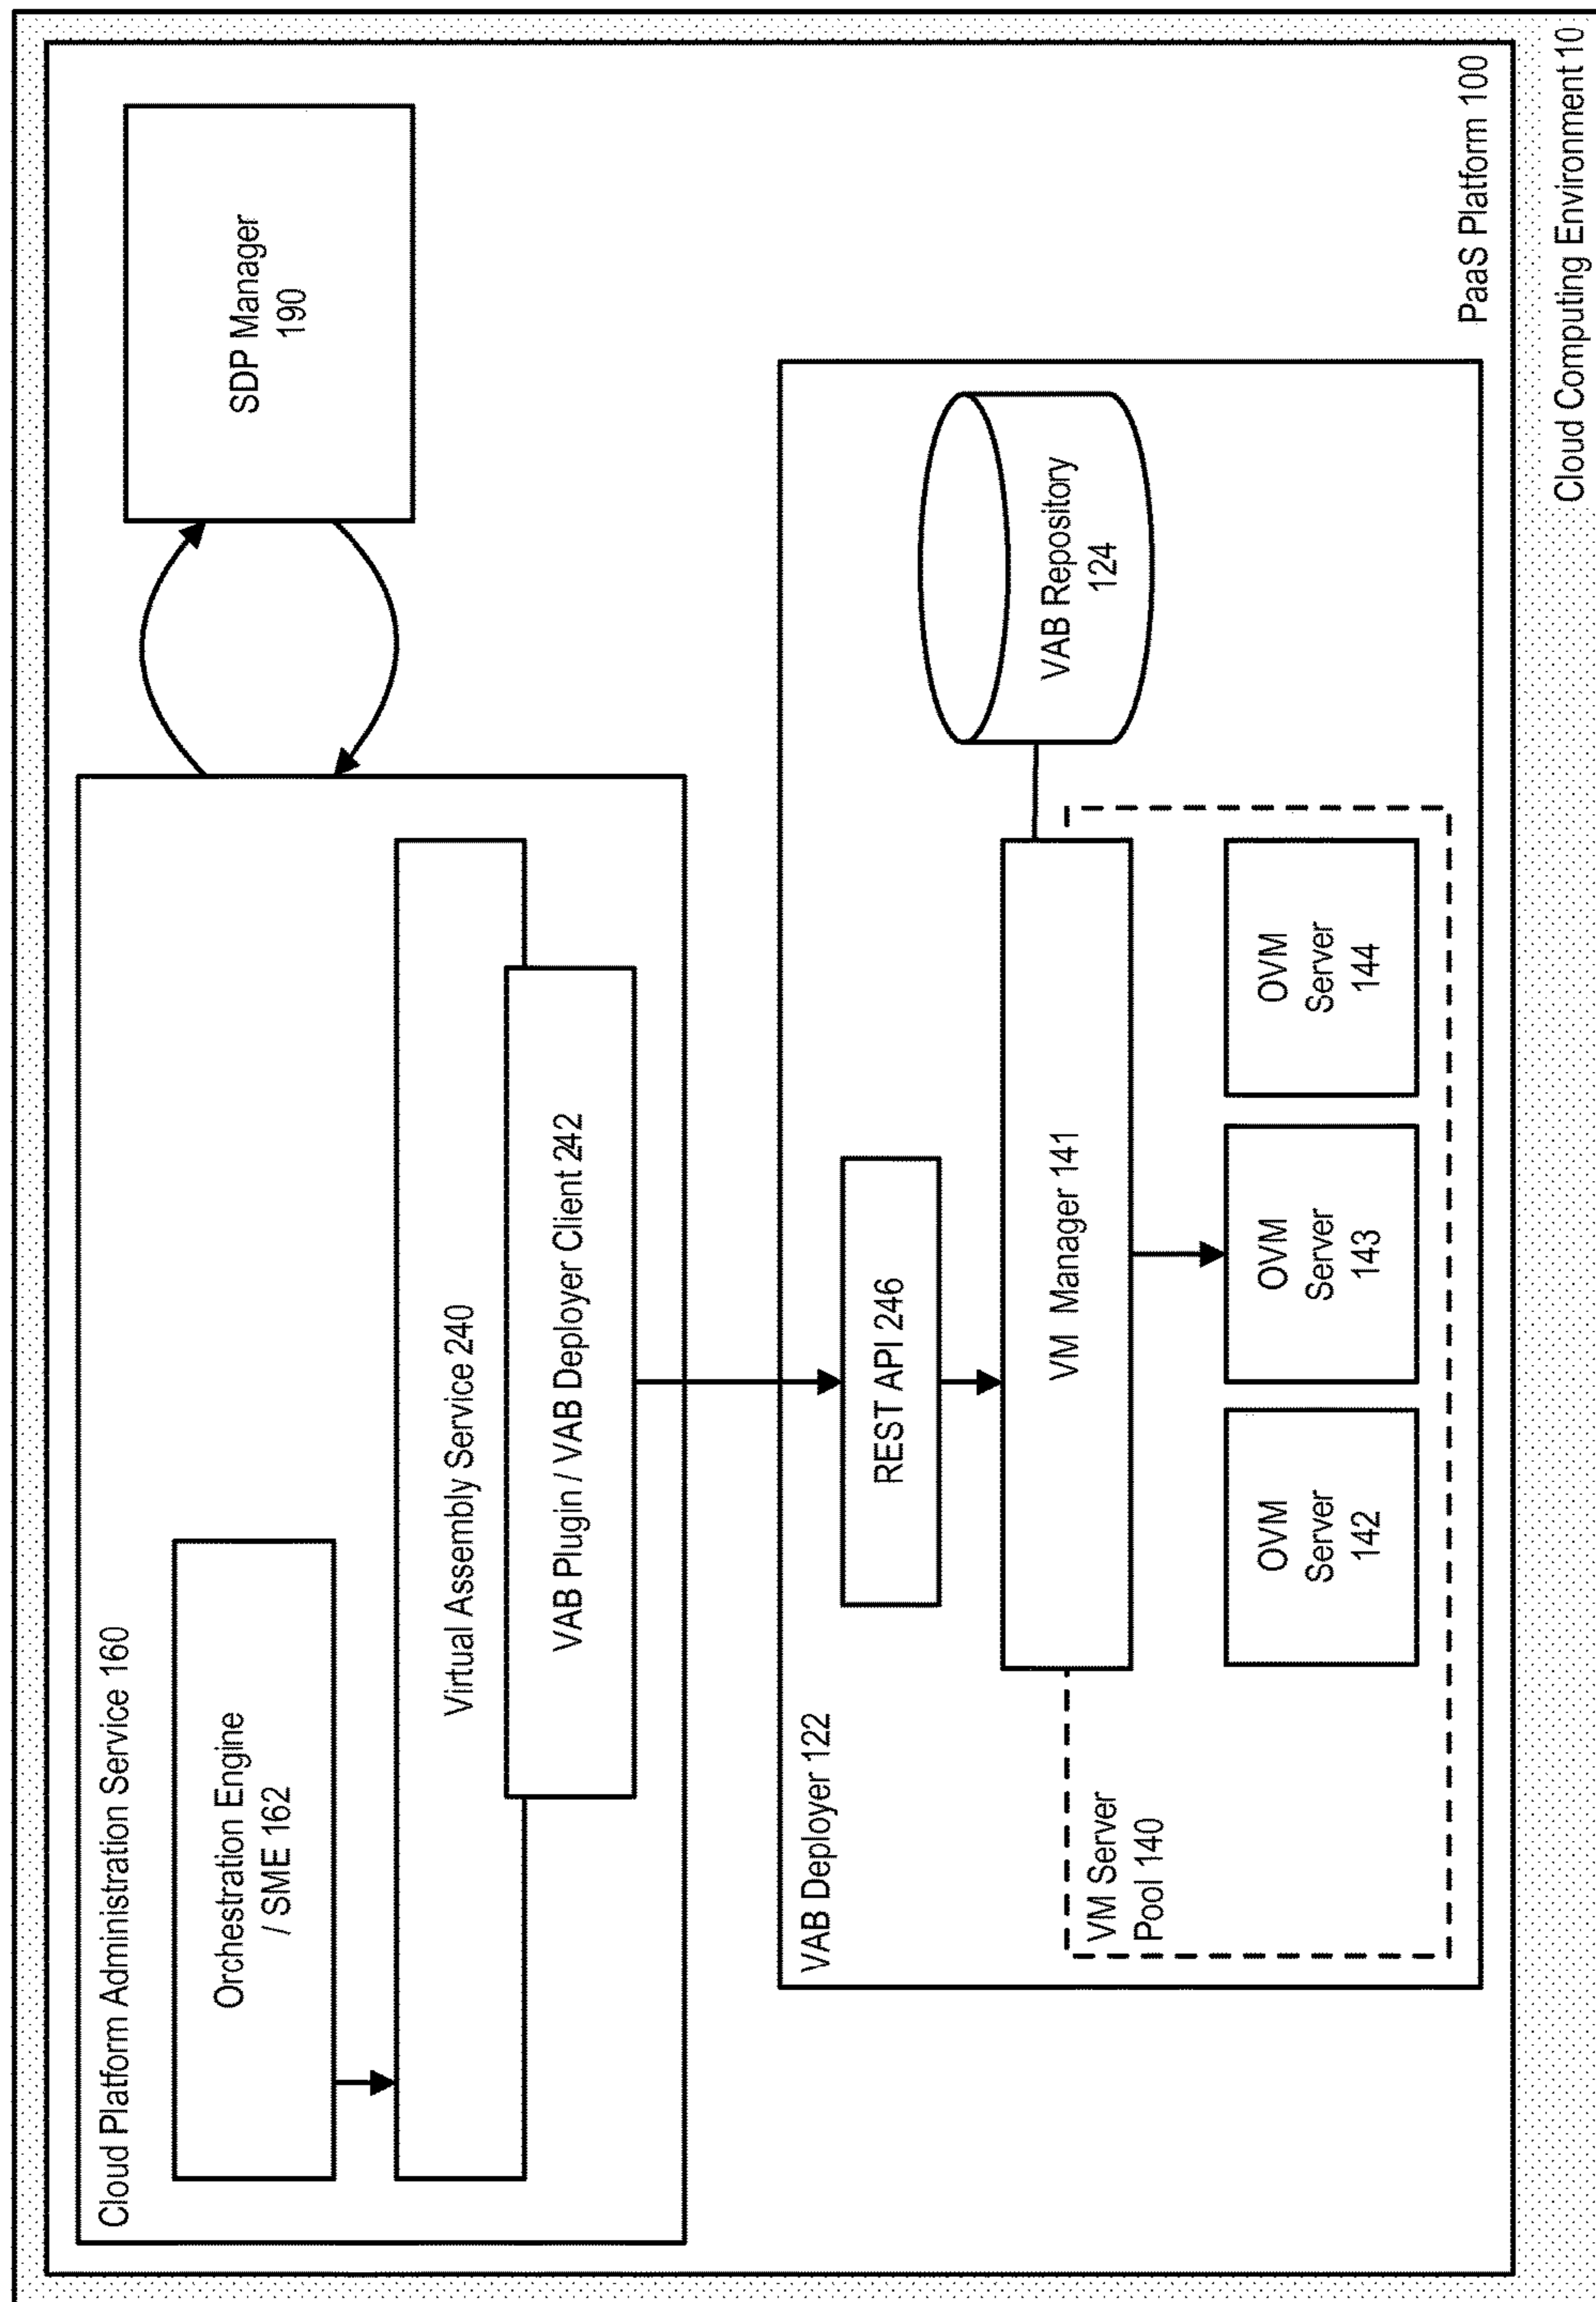 Cloud Platform Administration Service 160
Orchestration Engine
/ SME 162
Virtual Assembly Service 240
VAB Plugin / VAB Deployer Client 242
SDP Manager
190
VAB Deployer 122
REST API 246
VM Manager 141
VAB Repository
124
VM Server
Pool 140
OVM
Server
142
OVM
Server
143
OVM
Server
144
PaaS Platform 100
Cloud Computing Environment 10